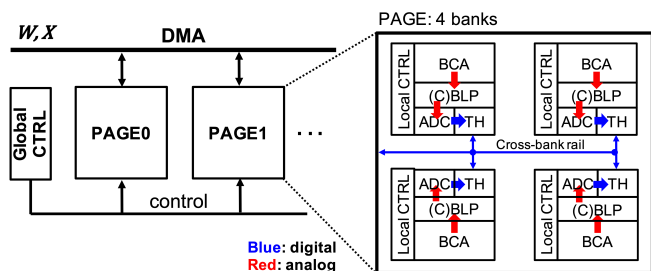 W, X
DMA
Global CTRL
PAGE0
PAGE1
. . .
control
Blue: digital
Red: analog
PAGE: 4 banks
Local CTRL
BCA
(C)BLP
ADC
TH
Local CTRL
BCA
(C)BLP
ADC
TH
Cross-bank rail
Local CTRL
ADC
TH
(C)BLP
BCA
Local CTRL
ADC
TH
(C)BLP
BCA